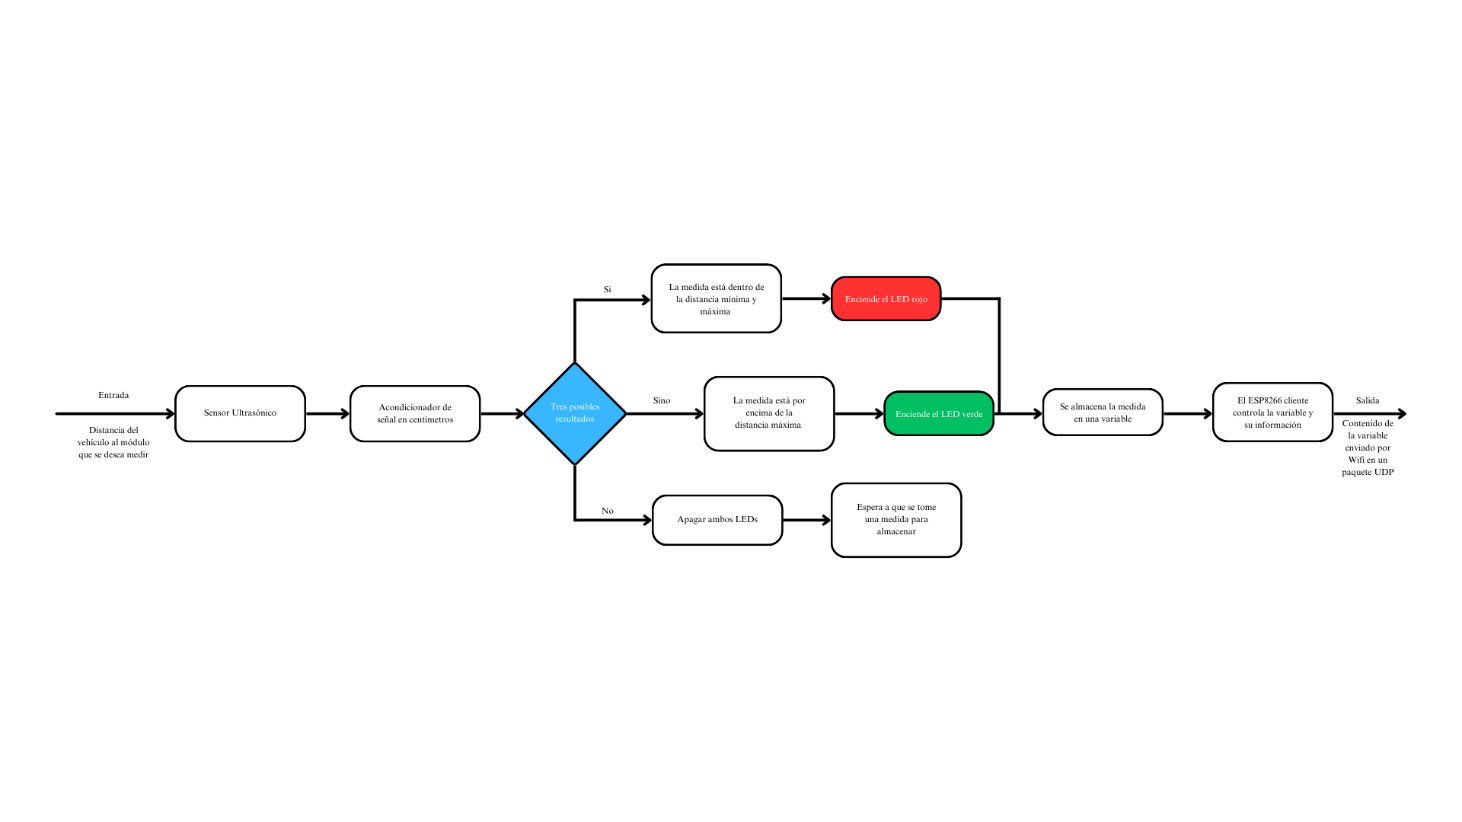 Entrada
Distancia del
vehículo al módulo
que se desea medir
Sensor Ultrasónico
Acondicionador de
señal en centímetros
Tres posibles
resultados
Si
La medida está dentro de
la distancia mínima y
máxima
Enciende el LED rojo
Sino
La medida está por
encima de la
distancia máxima
Enciende el LED verde
No
Apagar ambos LEDs
Espera a que se tome
una medida para
almacenar
Se almacena la medida
en una variable
El ESP8266 cliente
controla la variable y
su información
Salida
Contenido de
la variable
enviado por
Wifi en un
paquete UDP